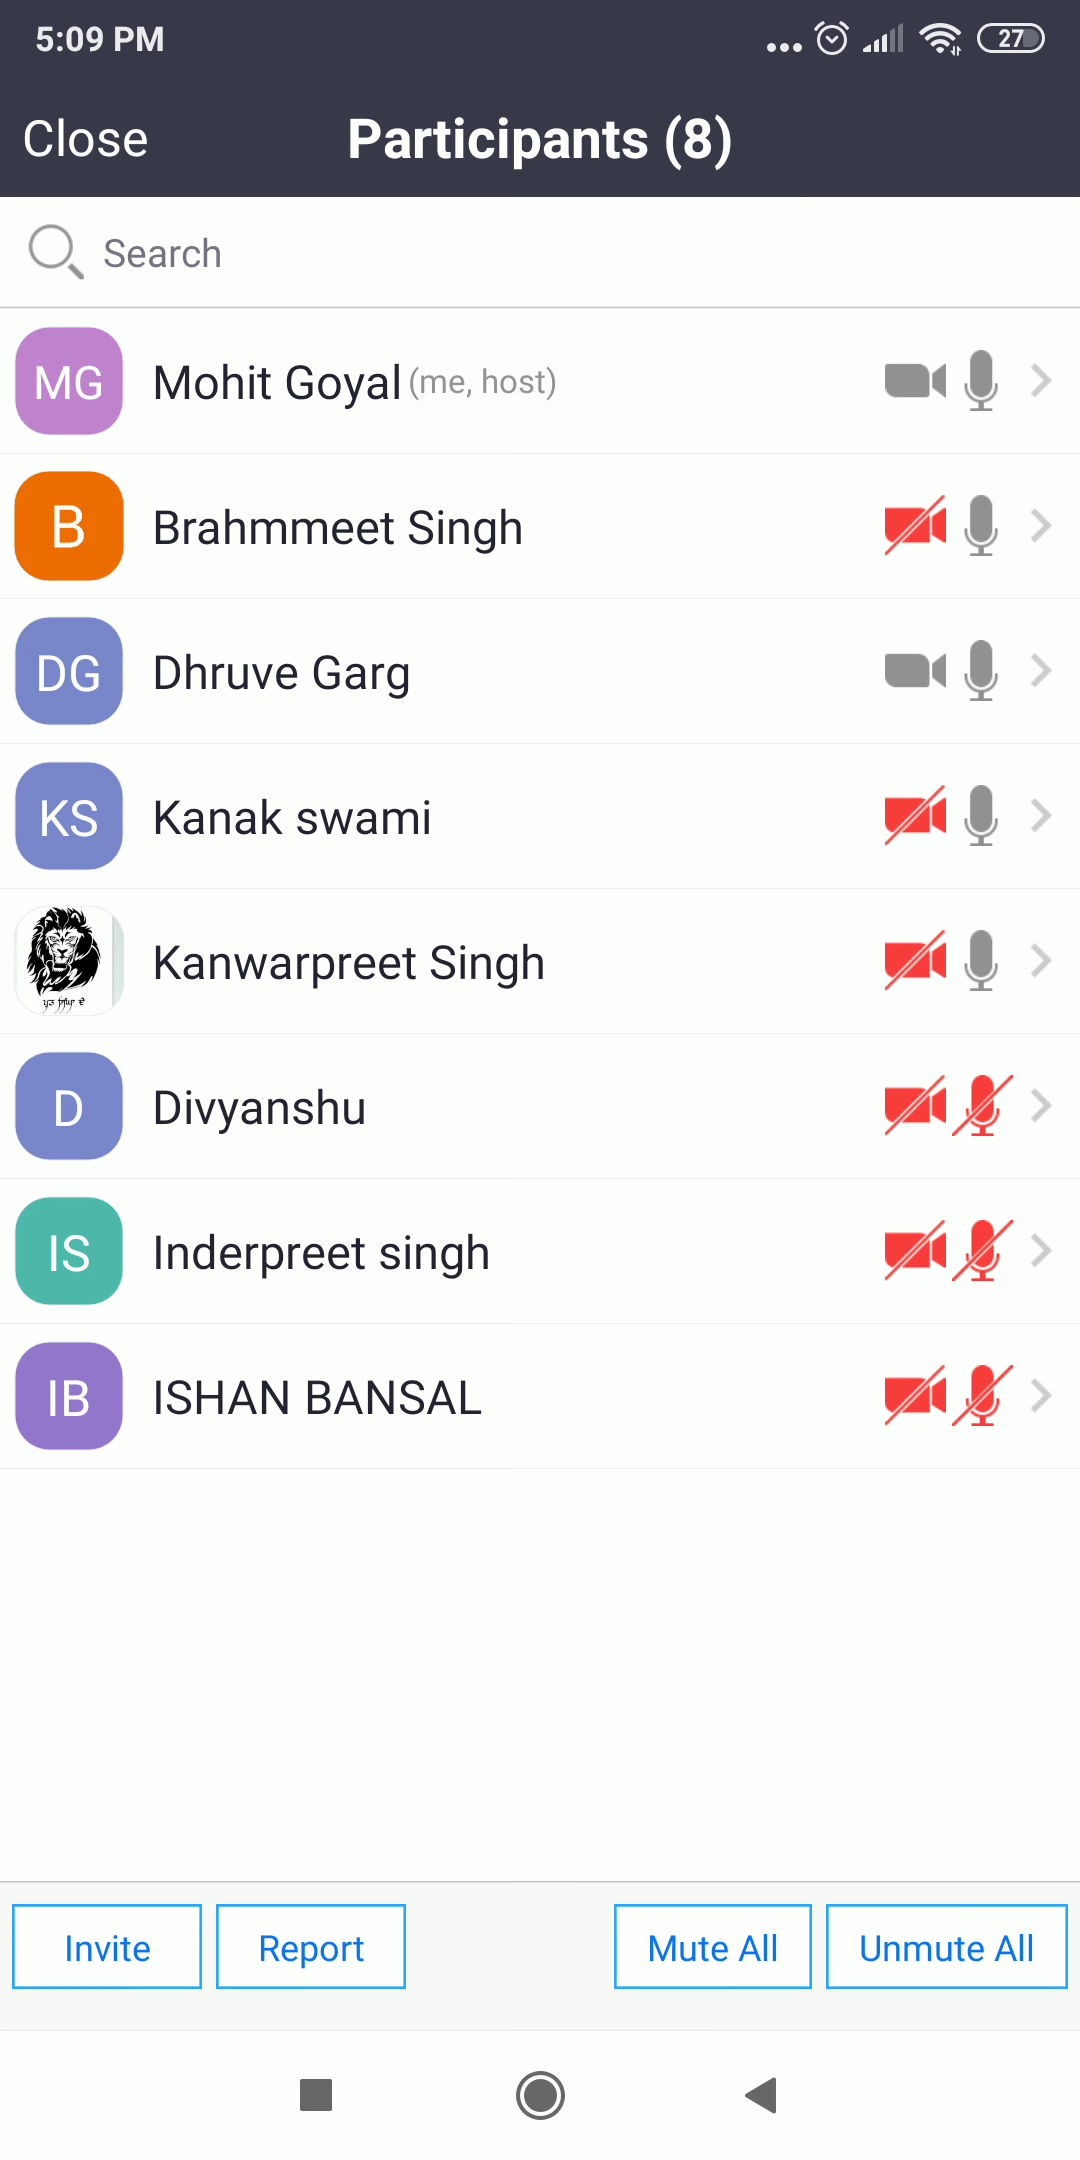 5:09 PM
27
Close
Participants (8)
Search
MG
Mohit Goyal (me, host)
B
Brahmmeet Singh
DG
Dhruve Garg
KS
Kanak swami
Kanwarpreet Singh
D
Divyanshu
IS
Inderpreet singh
IB
ISHAN BANSAL
Invite
Report
Mute All
Unmute All